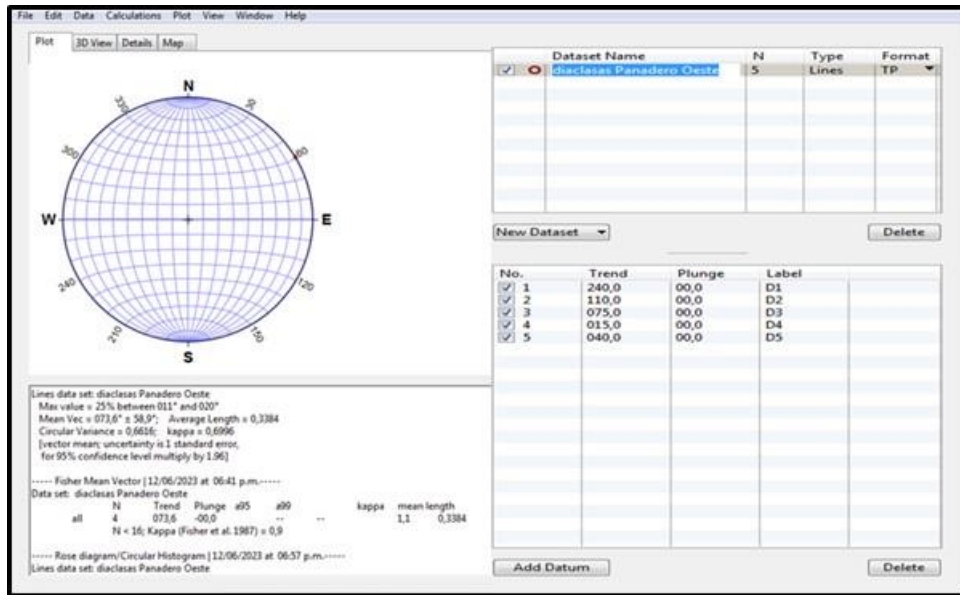 File Edit Data Calculations Plot View Window Help
Plot 3D View Details Map
N
330 30
300 60
W E
240 120
210 150
S
Lines data set: diaclasas Panadero Oeste
Max value = 25% between 011° and 020°
Mean Vec = 073,6° ± 58,9°; Average Length = 0,3384
Circular Variance = 0,6616; kappa = 0,6996
[vector mean; uncertainty is 1 standard error,
for 95% confidence level multiply by 1.96]
----- Fisher Mean Vector | 12/06/2023 at 06:41 p.m.-----
Data set: diaclasas Panadero Oeste
N Trend Plunge a95 a99 kappa mean length
all 4 073,6 -00,0 -- -- 1,1 0,3384
N < 16; Kappa (Fisher et al. 1987) = 0,9
----- Rose diagram/Circular Histogram | 12/06/2023 at 06:57 p.m.-----
Lines data set: diaclasas Panadero Oeste
Dataset Name N Type Format
diaclasas Panadero Oeste 5 Lines TP
New Dataset Delete
No. Trend Plunge Label
1 240,0 00,0 D1
2 110,0 00,0 D2
3 075,0 00,0 D3
4 015,0 00,0 D4
5 040,0 00,0 D5
Add Datum Delete